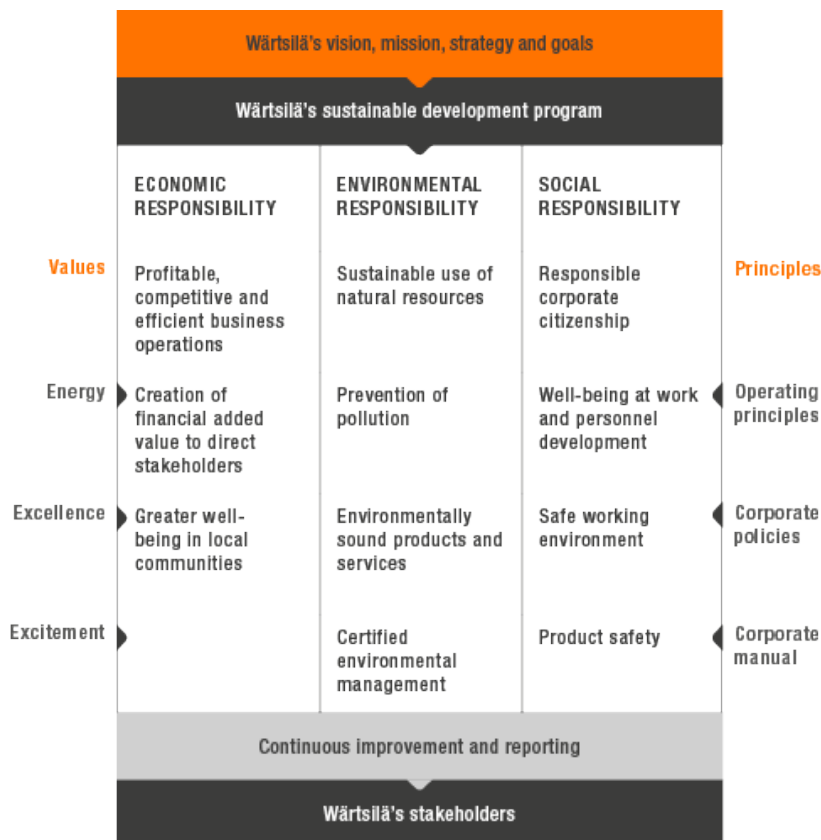 Wärtsilä's vision, mission, strategy and goals
Wärtsilä's sustainable development program
ECONOMIC
RESPONSIBILITY
ENVIRONMENTAL
RESPONSIBILITY
SOCIAL
RESPONSIBILITY
Values
Profitable,
competitive and
efficient business
operations
Sustainable use of
natural resources
Responsible
corporate
citizenship
Principles
Energy
Creation of
financial added
value to direct
stakeholders
Prevention of
pollution
Well-being at work
and personnel
development
Operating
principles
Excellence
Greater well-
being in local
communities
Environmentally
sound products and
services
Safe working
environment
Corporate
policies
Excitement
Certified
environmental
management
Product safety
Corporate
manual
Continuous improvement and reporting
Wärtsilä's stakeholders